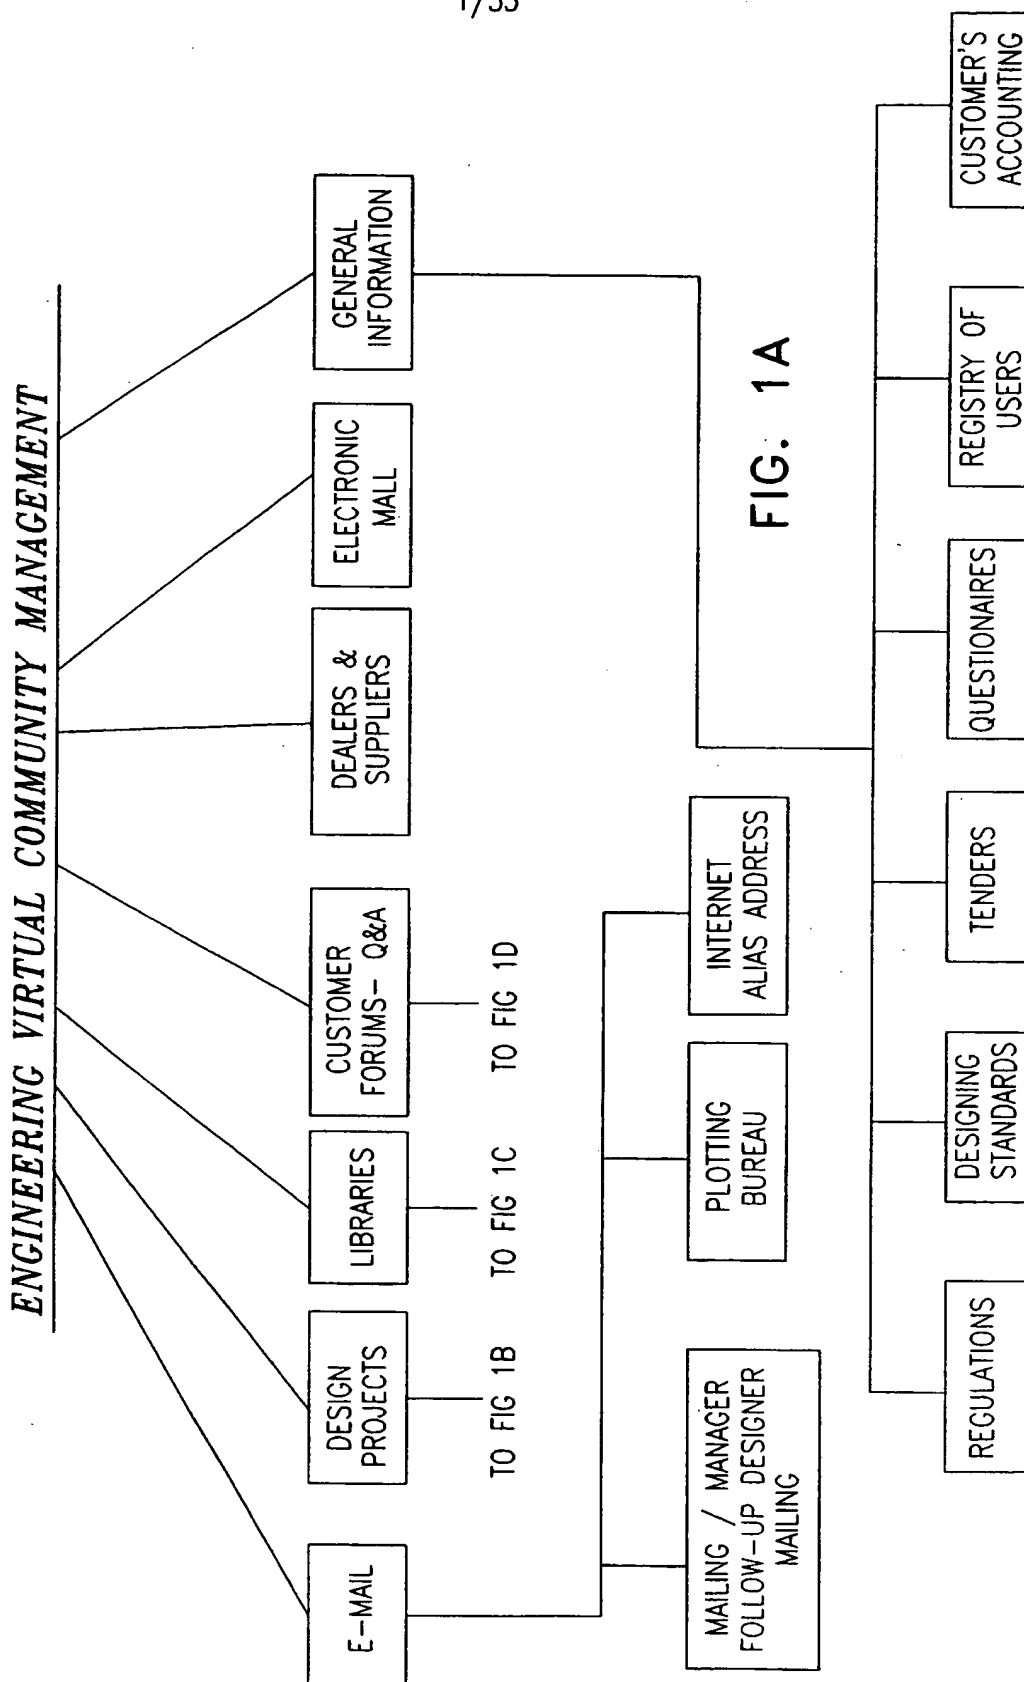 1/35
ENGINEERING VIRTUAL COMMUNITY MANAGEMENT
E-MAIL
DESIGN
PROJECTS
LIBRARIES
CUSTOMER
FORUMS- Q&A
DEALERS &
SUPPLIERS
ELECTRONIC
MALL
GENERAL
INFORMATION
TO FIG 1B
TO FIG 1C
TO FIG 1D
MAILING / MANAGER
FOLLOW-UP DESIGNER
MAILING
PLOTTING
BUREAU
INTERNET
ALIAS ADDRESS
FIG. 1A
REGULATIONS
DESIGNING
STANDARDS
TENDERS
QUESTIONAIRES
REGISTRY OF
USERS
CUSTOMER'S
ACCOUNTING